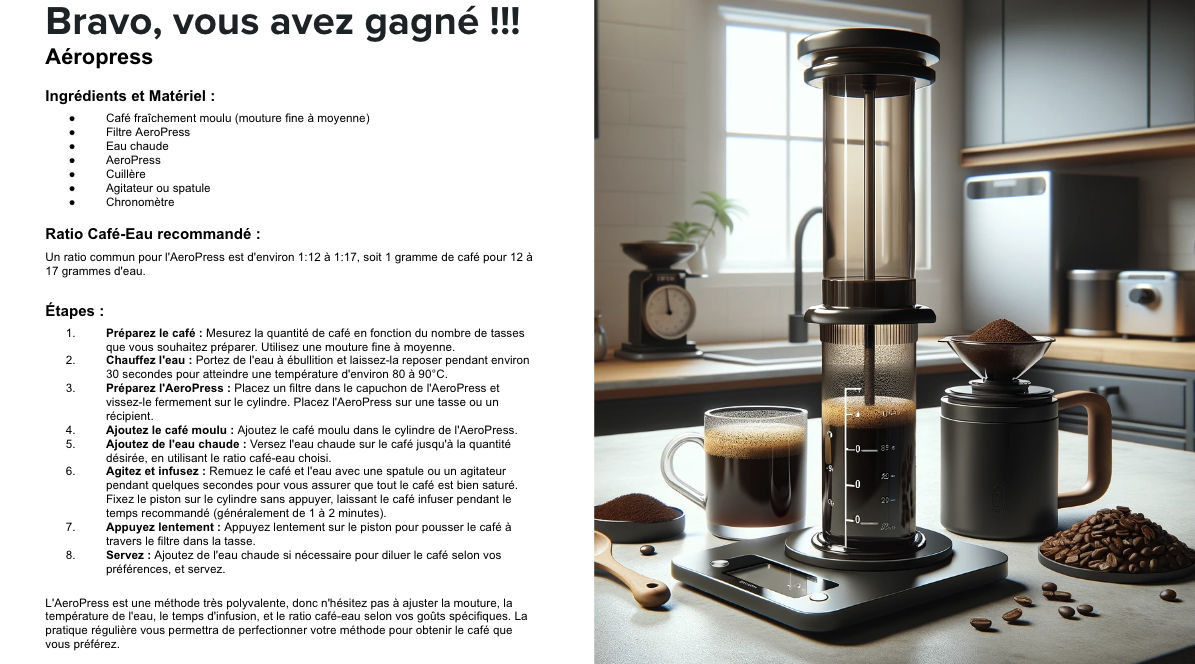 Bravo, vous avez gagné !!!
Aéropress
Ingrédients et Matériel :
● Café fraîchement moulu (mouture fine à moyenne)
● Filtre AeroPress
● Eau chaude
● AeroPress
● Cuillère
● Agitateur ou spatule
● Chronomètre
Ratio Café-Eau recommandé :
Un ratio commun pour l'AeroPress est d'environ 1:12 à 1:17, soit 1 gramme de café pour 12 à
17 grammes d'eau.
Étapes :
1. Préparez le café : Mesurez la quantité de café en fonction du nombre de tasses
que vous souhaitez préparer. Utilisez une mouture fine à moyenne.
2. Chauffez l'eau : Portez de l'eau à ébullition et laissez-la reposer pendant environ
30 secondes pour atteindre une température d'environ 80 à 90°C.
3. Préparez l'AeroPress : Placez un filtre dans le capuchon de l'AeroPress et
vissez-le fermement sur le cylindre. Placez l'AeroPress sur une tasse ou un
récipient.
4. Ajoutez le café moulu : Ajoutez le café moulu dans le cylindre de l'AeroPress.
5. Ajoutez de l'eau chaude : Versez l'eau chaude sur le café jusqu'à la quantité
désirée, en utilisant le ratio café-eau choisi.
6. Agitez et infusez : Remuez le café et l'eau avec une spatule ou un agitateur
pendant quelques secondes pour vous assurer que tout le café est bien saturé.
Fixez le piston sur le cylindre sans appuyer, laissant le café infuser pendant le
temps recommandé (généralement de 1 à 2 minutes).
7. Appuyez lentement : Appuyez lentement sur le piston pour pousser le café à
travers le filtre dans la tasse.
8. Servez : Ajoutez de l'eau chaude si nécessaire pour diluer le café selon vos
préférences, et servez.
L'AeroPress est une méthode très polyvalente, donc n'hésitez pas à ajuster la mouture, la
température de l'eau, le temps d'infusion, et le ratio café-eau selon vos goûts spécifiques. La
pratique régulière vous permettra de perfectionner votre méthode pour obtenir le café que
vous préférez.